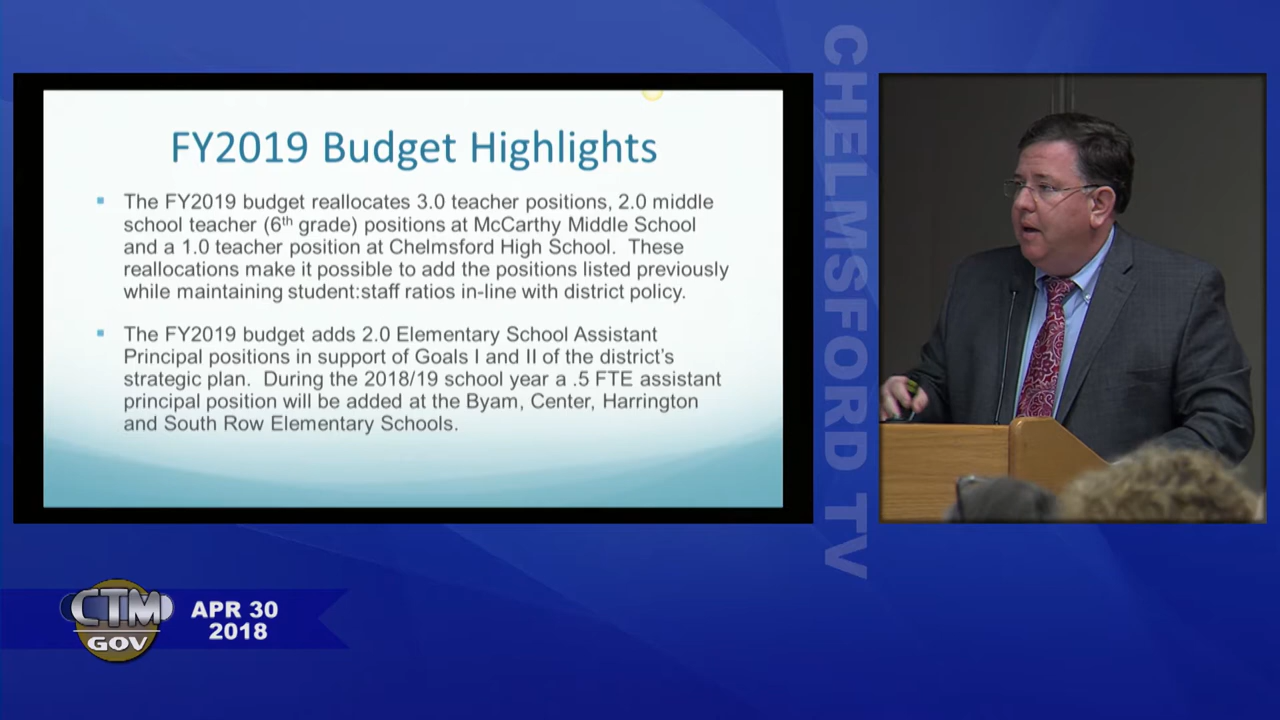 FY2019 Budget Highlights
The FY2019 budget reallocates 3.0 teacher positions, 2.0 middle
school teacher (6th grade) positions at McCarthy Middle School
and a 1.0 teacher position at Chelmsford High School. These
reallocations make it possible to add the positions listed previously
while maintaining student:staff ratios in-line with district policy.
The FY2019 budget adds 2.0 Elementary School Assistant
Principal positions in support of Goals I and II of the district's
strategic plan. During the 2018/19 school year a .5 FTE assistant
principal position will be added at the Byam, Center, Harrington
and South Row Elementary Schools.
CHELMSFORD TV
CTM
GOV
APR 30
2018